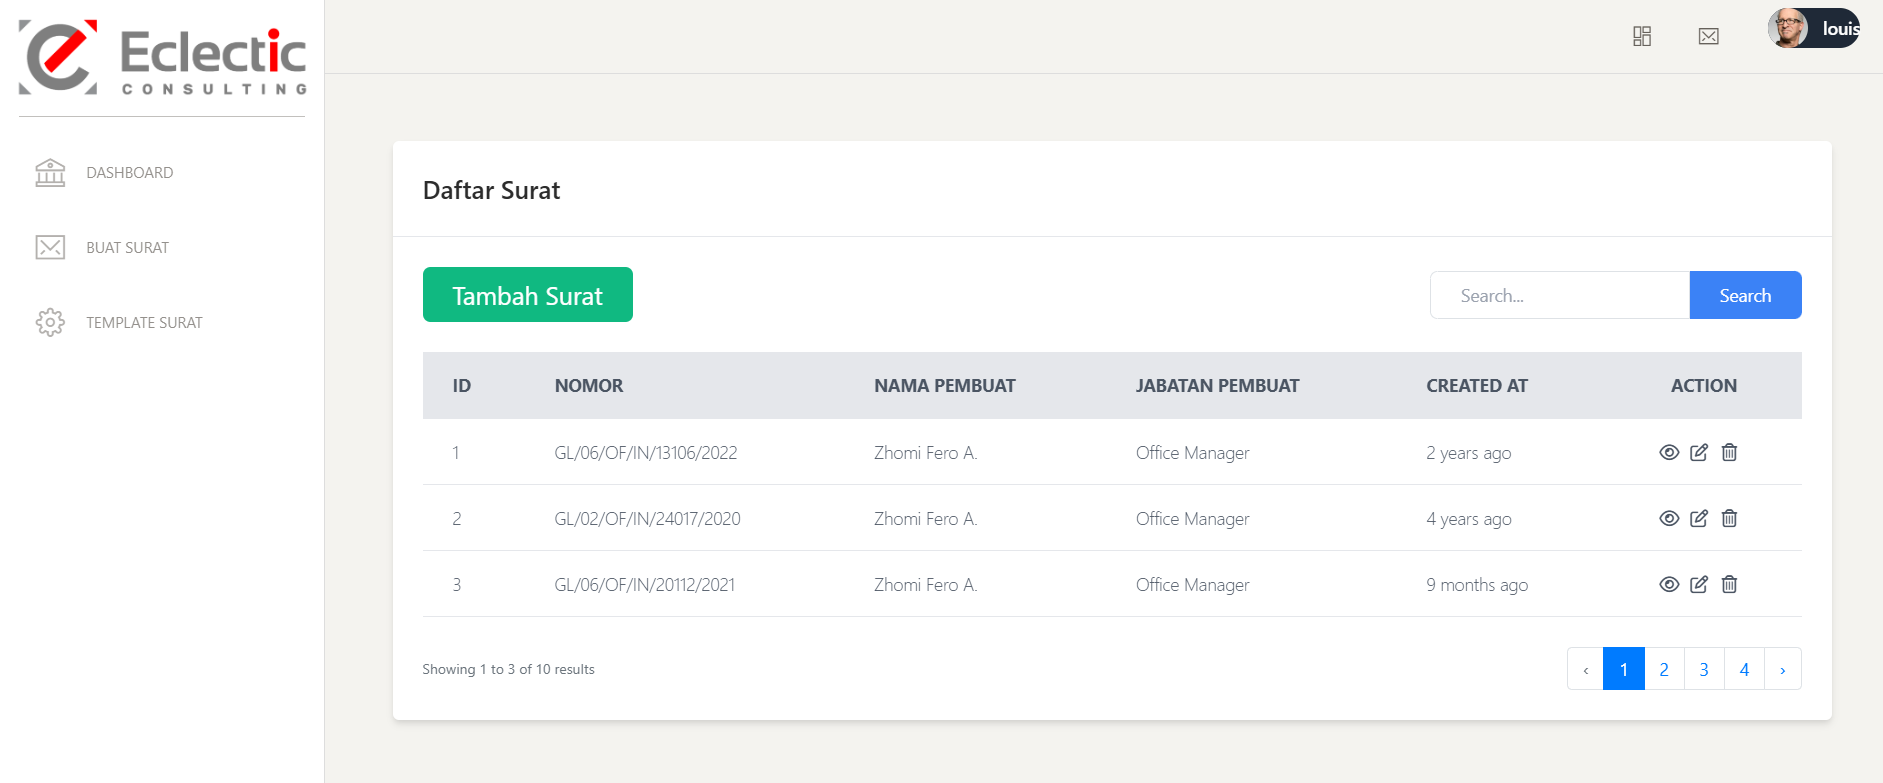 Eclectic
CONSULTING
louis
DASHBOARD
BUAT SURAT
TEMPLATE SURAT
Daftar Surat
Tambah Surat
Search...
Search
ID NOMOR NAMA PEMBUAT JABATAN PEMBUAT CREATED AT ACTION
1 GL/06/OF/IN/13106/2022 Zhomi Fero A. Office Manager 2 years ago
2 GL/02/OF/IN/24017/2020 Zhomi Fero A. Office Manager 4 years ago
3 GL/06/OF/IN/20112/2021 Zhomi Fero A. Office Manager 9 months ago
Showing 1 to 3 of 10 results
‹ 1 2 3 4 ›